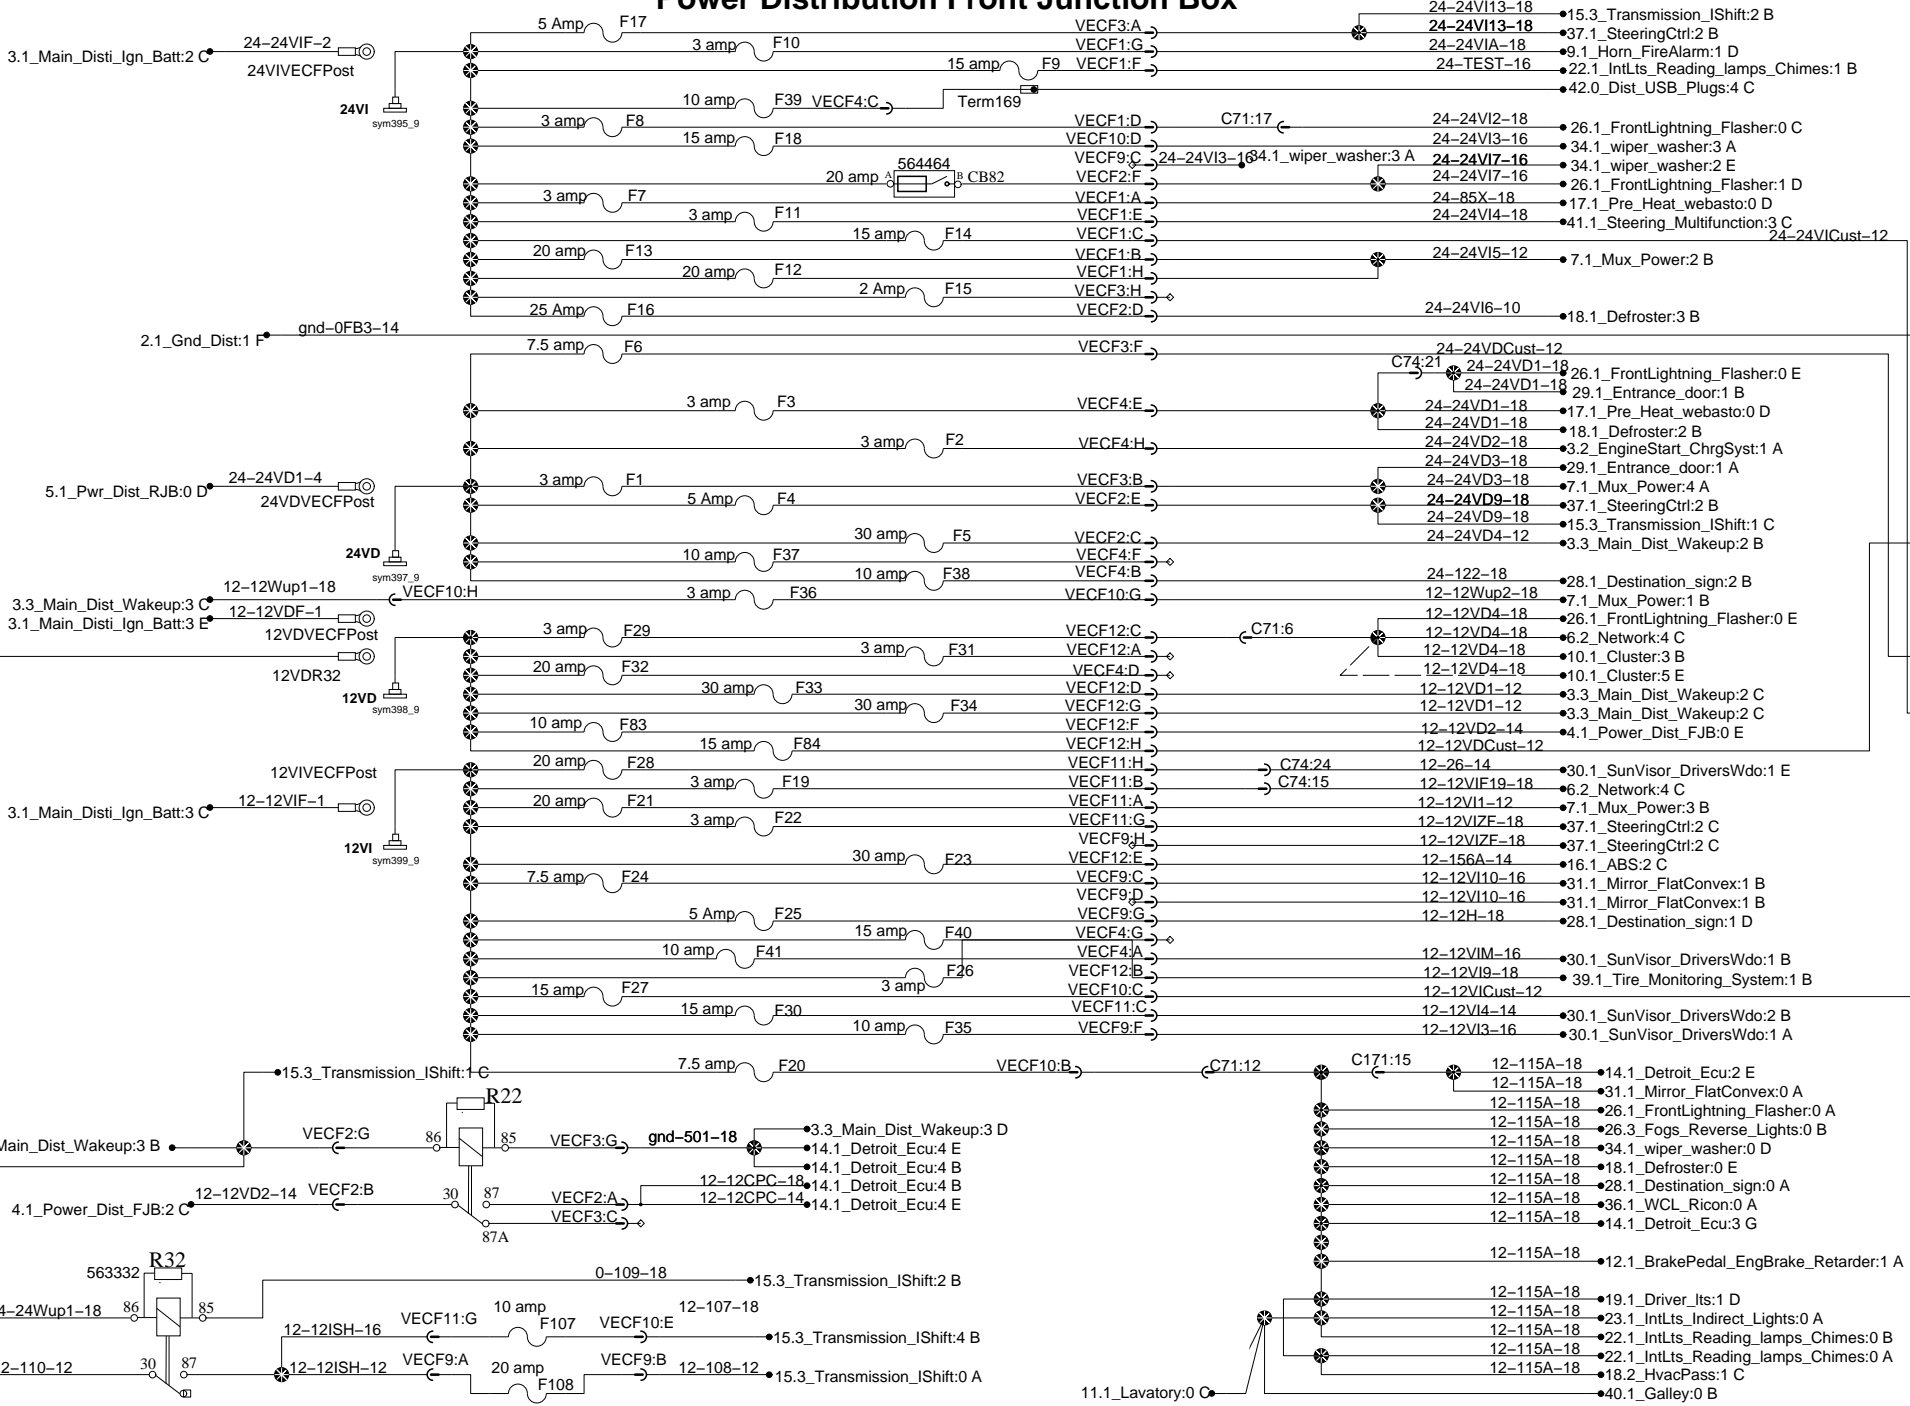 Power Distribution Front Junction Box
5 Amp F17 VECF3:A 24-24VI13-18 15.3_Transmission_IShift:2 B
24-24VI13-18 37.1_SteeringCtrl:2 B
3.1_Main_Disti_Ign_Batt:2 C 24-24VIF-2 24VIVECFPost
3 amp F10 VECF1:G 24-24VIA-18 9.1_Horn_FireAlarm:1 D
15 amp F9 VECF1:F 24-TEST-16 22.1_IntLts_Reading_lamps_Chimes:1 B
24VI sym395_9
10 amp F39 VECF4:C Term169 42.0_Dist_USB_Plugs:4 C
3 amp F8 VECF1:D C71:17 24-24VI2-18 26.1_FrontLightning_Flasher:0 C
15 amp F18 VECF10:D 24-24VI3-16 34.1_wiper_washer:3 A
VECF9:C 24-24VI3-16 34.1_wiper_washer:3 A 24-24VI7-16 34.1_wiper_washer:2 E
20 amp A 564464 B CB82 VECF2:F 24-24VI7-16 26.1_FrontLightning_Flasher:1 D
3 amp F7 VECF1:A 24-85X-18 17.1_Pre_Heat_webasto:0 D
3 amp F11 VECF1:E 24-24VI4-18 41.1_Steering_Multifunction:3 C
15 amp F14 VECF1:C 24-24VICust-12
20 amp F13 VECF1:B 24-24VI5-12 7.1_Mux_Power:2 B
20 amp F12 VECF1:H
2 Amp F15 VECF3:H
25 Amp F16 VECF2:D 24-24VI6-10 18.1_Defroster:3 B
2.1_Gnd_Dist:1 F gnd-0FB3-14
7.5 amp F6 VECF3:F 24-24VDCust-12
C74:21 24-24VD1-18 26.1_FrontLightning_Flasher:0 E
24-24VD1-18 29.1_Entrance_door:1 B
3 amp F3 VECF4:E 24-24VD1-18 17.1_Pre_Heat_webasto:0 D
24-24VD1-18 18.1_Defroster:2 B
3 amp F2 VECF4:H 24-24VD2-18 3.2_EngineStart_ChrgSyst:1 A
24-24VD3-18 29.1_Entrance_door:1 A
5.1_Pwr_Dist_RJB:0 D 24-24VD1-4 24VDVECFPost
3 amp F1 VECF3:B 24-24VD3-18 7.1_Mux_Power:4 A
5 Amp F4 VECF2:E 24-24VD9-18 37.1_SteeringCtrl:2 B
24-24VD9-18 15.3_Transmission_IShift:1 C
30 amp F5 VECF2:C 24-24VD4-12 3.3_Main_Dist_Wakeup:2 B
24VD sym397_9
10 amp F37 VECF4:F
10 amp F38 VECF4:B 24-122-18 28.1_Destination_sign:2 B
3.3_Main_Dist_Wakeup:3 C 12-12Wup1-18 VECF10:H 3 amp F36 VECF10:G 12-12Wup2-18 7.1_Mux_Power:1 B
3.1_Main_Disti_Ign_Batt:3 E 12-12VDF-1 12VDVECFPost
12-12VD4-18 26.1_FrontLightning_Flasher:0 E
3 amp F29 VECF12:C C71:6 12-12VD4-18 6.2_Network:4 C
12VDR32
3 amp F31 VECF12:A 12-12VD4-18 10.1_Cluster:3 B
20 amp F32 VECF4:D 12-12VD4-18 10.1_Cluster:5 E
12VD sym398_9
30 amp F33 VECF12:D 12-12VD1-12 3.3_Main_Dist_Wakeup:2 C
30 amp F34 VECF12:G 12-12VD1-12 3.3_Main_Dist_Wakeup:2 C
10 amp F83 VECF12:F 12-12VD2-14 4.1_Power_Dist_FJB:0 E
15 amp F84 VECF12:H 12-12VDCust-12
12VIVECFPost 20 amp F28 VECF11:H C74:24 12-26-14 30.1_SunVisor_DriversWdo:1 E
3 amp F19 VECF11:B C74:15 12-12VIF19-18 6.2_Network:4 C
3.1_Main_Disti_Ign_Batt:3 C 12-12VIF-1 20 amp F21 VECF11:A 12-12VI1-12 7.1_Mux_Power:3 B
3 amp F22 VECF11:G 12-12VIZF-18 37.1_SteeringCtrl:2 C
12VI sym399_9 VECF9:H 12-12VIZF-18 37.1_SteeringCtrl:2 C
30 amp F23 VECF12:E 12-156A-14 16.1_ABS:2 C
7.5 amp F24 VECF9:C 12-12VI10-16 31.1_Mirror_FlatConvex:1 B
VECF9:D 12-12VI10-16 31.1_Mirror_FlatConvex:1 B
5 Amp F25 VECF9:G 12-12H-18 28.1_Destination_sign:1 D
15 amp F40 VECF4:G
10 amp F41 VECF4:A 12-12VIM-16 30.1_SunVisor_DriversWdo:1 B
3 amp F26 VECF12:B 12-12VI9-18 39.1_Tire_Monitoring_System:1 B
15 amp F27 VECF10:C 12-12VICust-12
15 amp F30 VECF11:C 12-12VI4-14 30.1_SunVisor_DriversWdo:2 B
10 amp F35 VECF9:F 12-12VI3-16 30.1_SunVisor_DriversWdo:1 A
15.3_Transmission_IShift:1 C 7.5 amp F20 VECF10:B C71:12 C171:15 12-115A-18 14.1_Detroit_Ecu:2 E
12-115A-18 31.1_Mirror_FlatConvex:0 A
R22 12-115A-18 26.1_FrontLightning_Flasher:0 A
3.3_Main_Dist_Wakeup:3 D 12-115A-18 26.3_Fogs_Reverse_Lights:0 B
Main_Dist_Wakeup:3 B VECF2:G 86 85 VECF3:G gnd-501-18 14.1_Detroit_Ecu:4 E 12-115A-18 34.1_wiper_washer:0 D
14.1_Detroit_Ecu:4 B 12-115A-18 18.1_Defroster:0 E
12-12CPC-18 14.1_Detroit_Ecu:4 B 12-115A-18 28.1_Destination_sign:0 A
4.1_Power_Dist_FJB:2 C 12-12VD2-14 VECF2:B 30 87 VECF2:A 12-12CPC-14 14.1_Detroit_Ecu:4 E 12-115A-18 36.1_WCL_Ricon:0 A
87A VECF3:C 12-115A-18 14.1_Detroit_Ecu:3 G
12-115A-18 12.1_BrakePedal_EngBrake_Retarder:1 A
R32 563332 0-109-18 15.3_Transmission_IShift:2 B
12-115A-18 19.1_Driver_lts:1 D
4-24Wup1-18 86 85 12-115A-18 23.1_IntLts_Indirect_Lights:0 A
12-12ISH-16 VECF11:G 10 amp F107 VECF10:E 12-107-18 15.3_Transmission_IShift:4 B 12-115A-18 22.1_IntLts_Reading_lamps_Chimes:0 B
12-115A-18 22.1_IntLts_Reading_lamps_Chimes:0 A
2-110-12 30 87 12-12ISH-12 VECF9:A 20 amp F108 VECF9:B 12-108-12 15.3_Transmission_IShift:0 A 12-115A-18 18.2_HvacPass:1 C
11.1_Lavatory:0 C 40.1_Galley:0 B